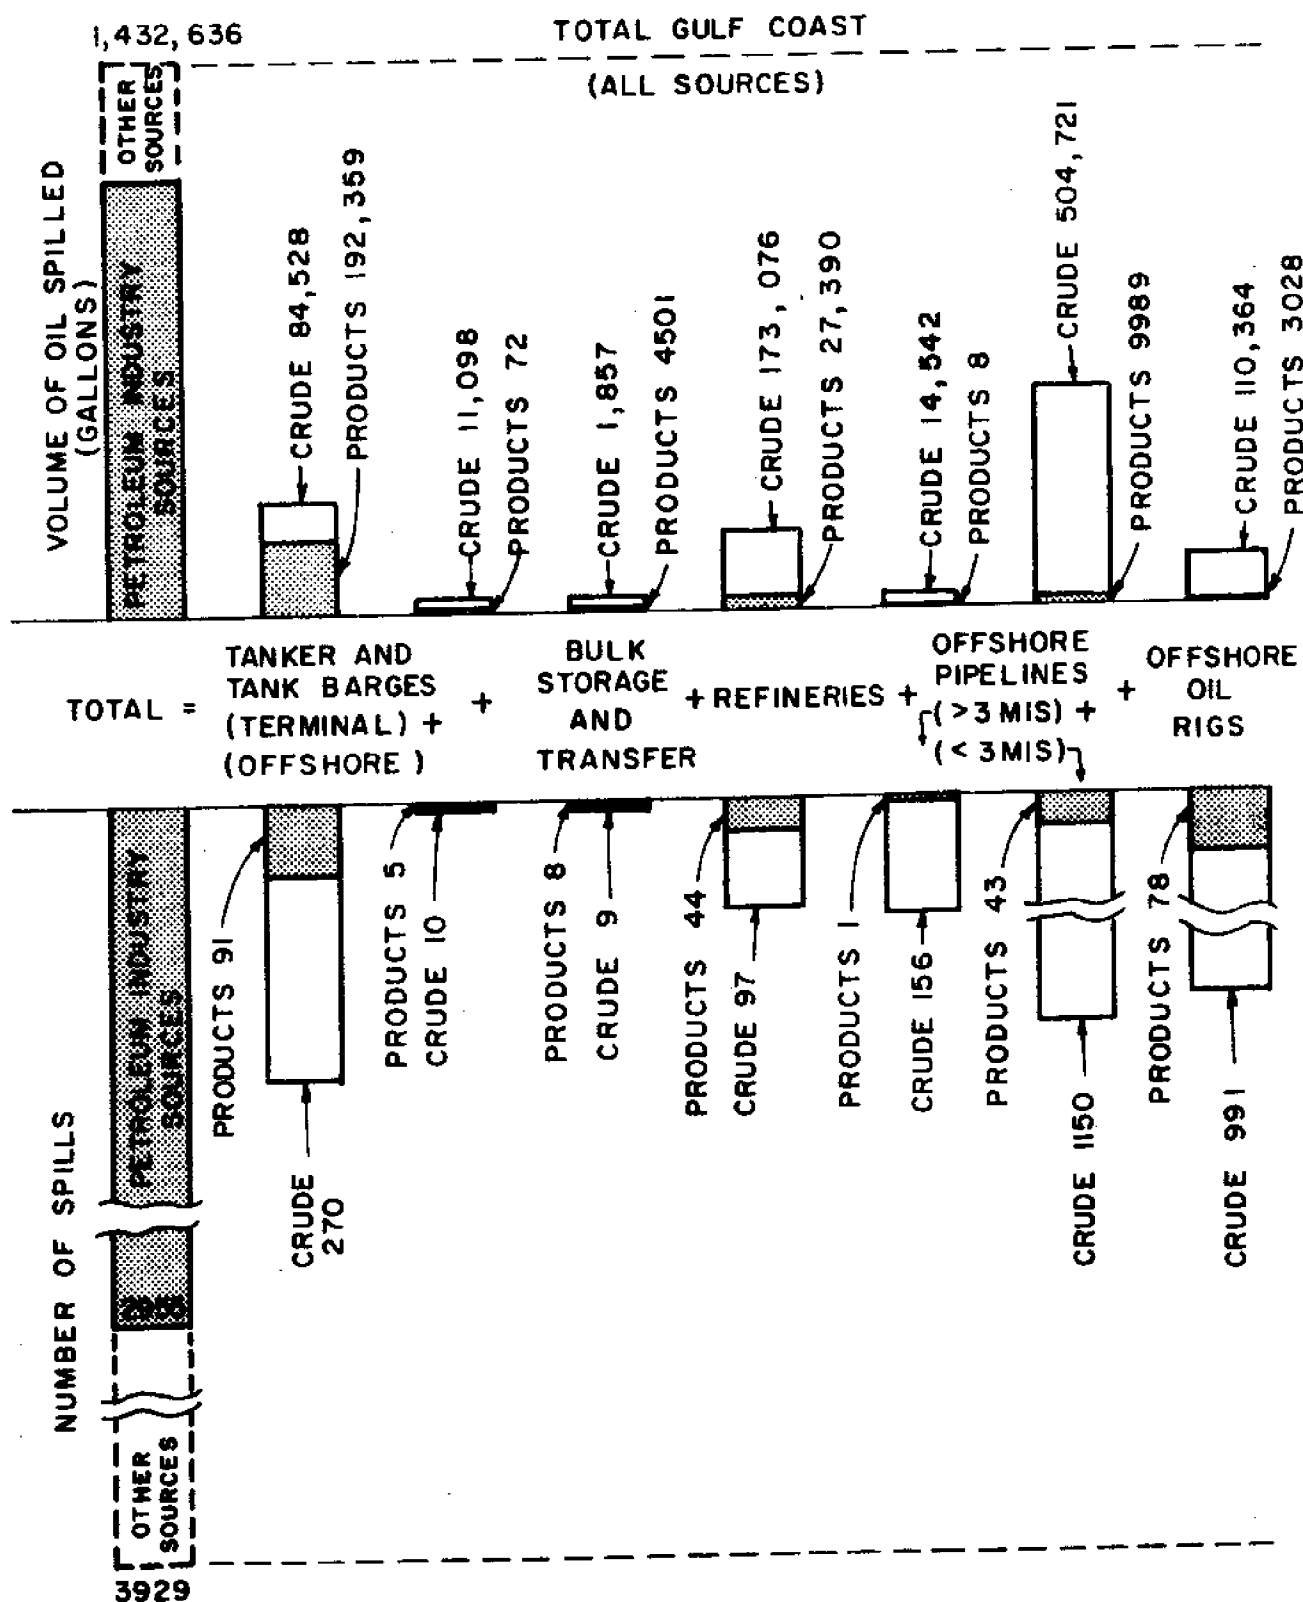 1,432,636
TOTAL GULF COAST
(ALL SOURCES)
OTHER
SOURCES
VOLUME OF OIL SPILLED
(GALLONS)
PETROLEUM INDUSTRY
SOURCES
CRUDE 84,528
PRODUCTS 192,359
CRUDE 11,098
PRODUCTS 72
CRUDE 1,857
PRODUCTS 4501
CRUDE 173,076
PRODUCTS 27,390
CRUDE 14,542
PRODUCTS 8
CRUDE 504,721
PRODUCTS 9989
CRUDE 110,364
PRODUCTS 3028
TOTAL =
TANKER AND
TANK BARGES
(TERMINAL) +
(OFFSHORE )
+
BULK
STORAGE
AND
TRANSFER
+ REFINERIES +
OFFSHORE
PIPELINES
(>3 MIS) +
(<3MIS)
+
OFFSHORE
OIL
RIGS
NUMBER OF SPILLS
PETROLEUM INDUSTRY
SOURCES
PRODUCTS 91
CRUDE
270
PRODUCTS 5
CRUDE 10
PRODUCTS 8
CRUDE 9
PRODUCTS 44
CRUDE 97
PRODUCTS 1
CRUDE 156
PRODUCTS 43
CRUDE 1150
PRODUCTS 78
CRUDE 991
OTHER
SOURCES
3929